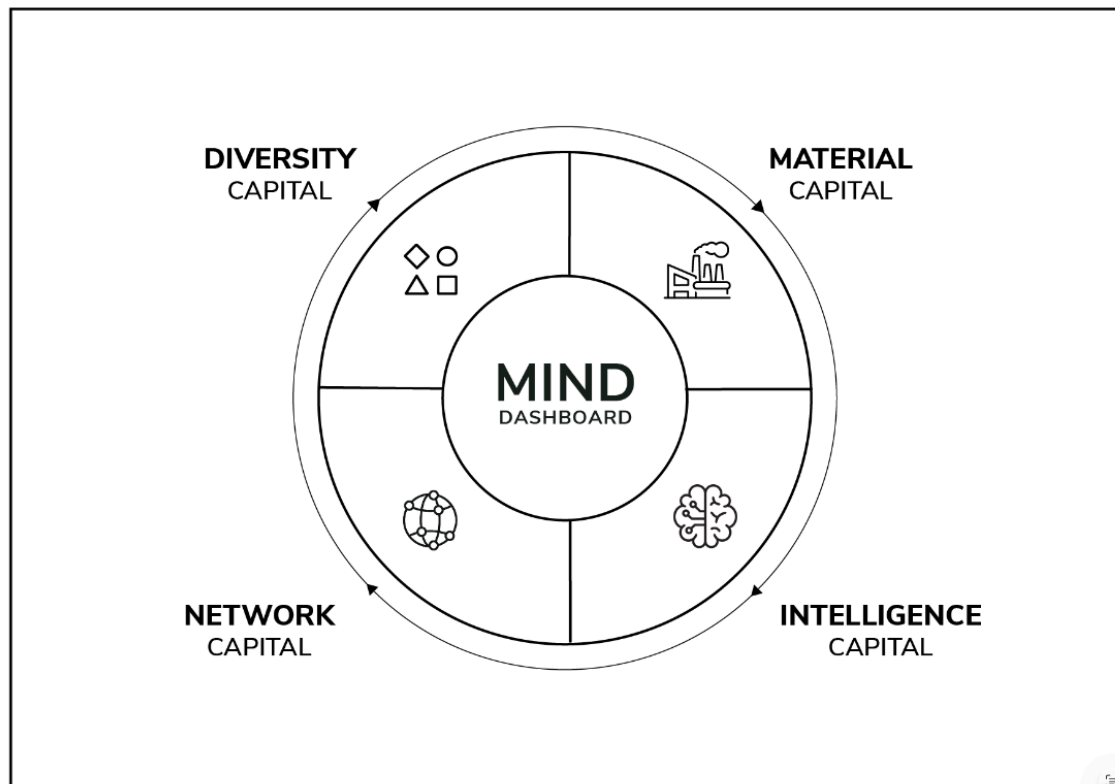 DIVERSITY
CAPITAL
MATERIAL
CAPITAL
MIND
DASHBOARD
NETWORK
CAPITAL
INTELLIGENCE
CAPITAL